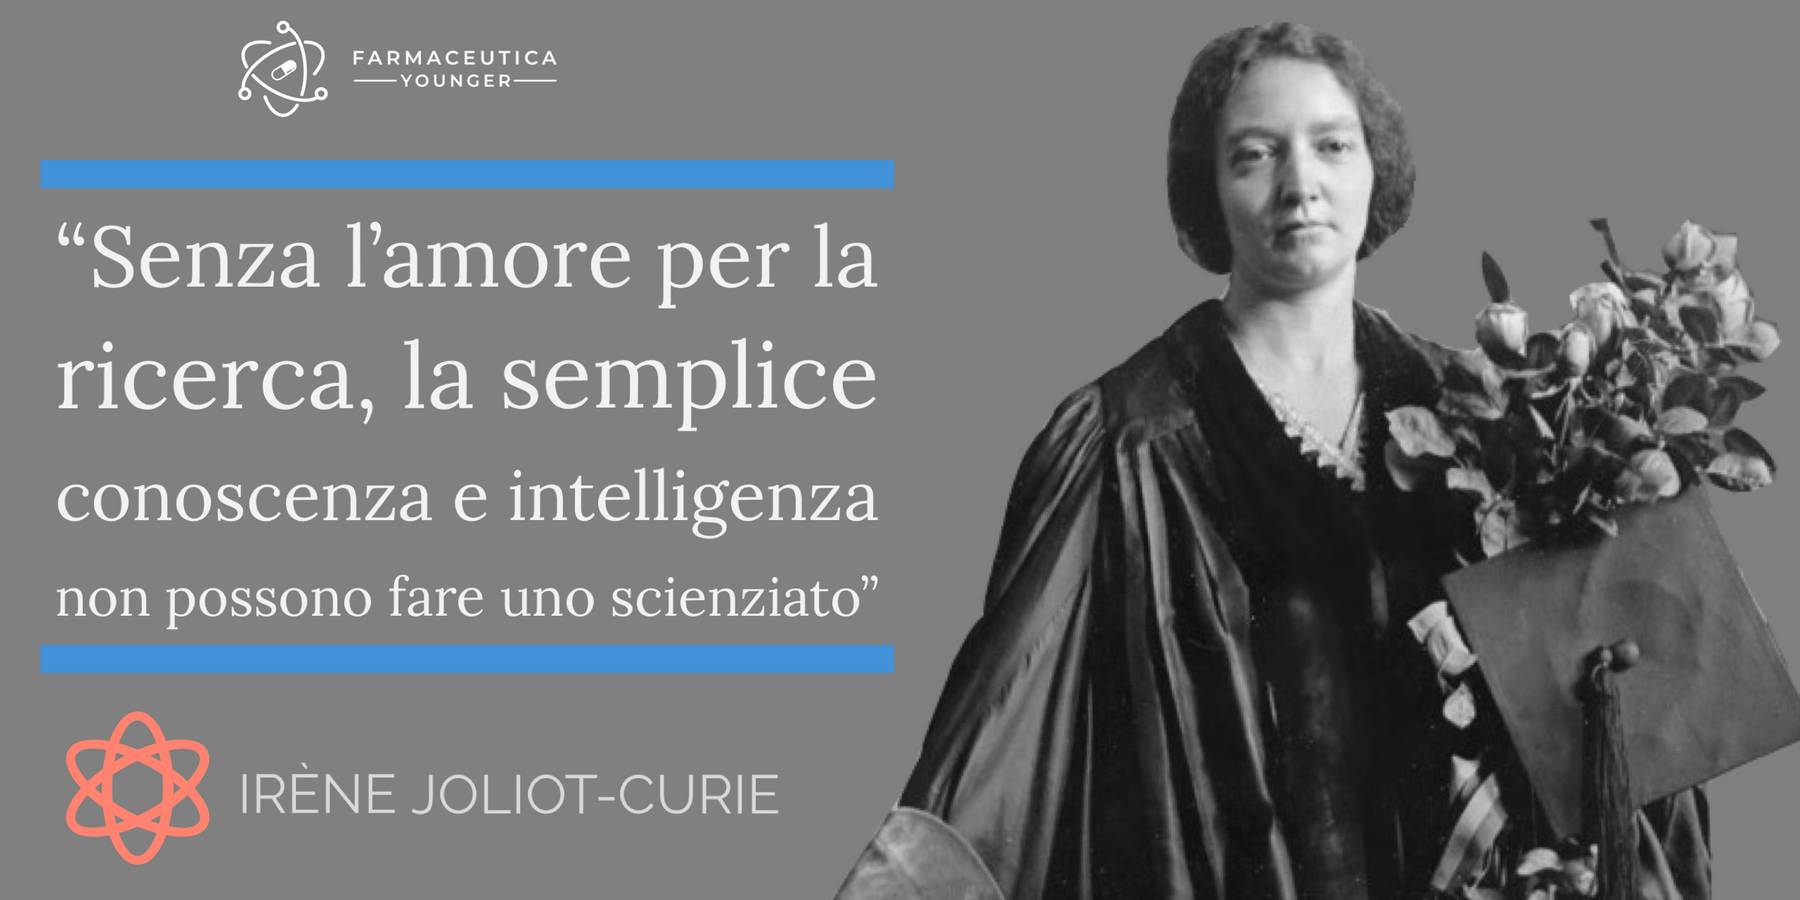 FARMACEUTICA
YOUNGER
“Senza l’amore per la
ricerca, la semplice
conoscenza e intelligenza
non possono fare uno scienziato”
IRÈNE JOLIOT-CURIE